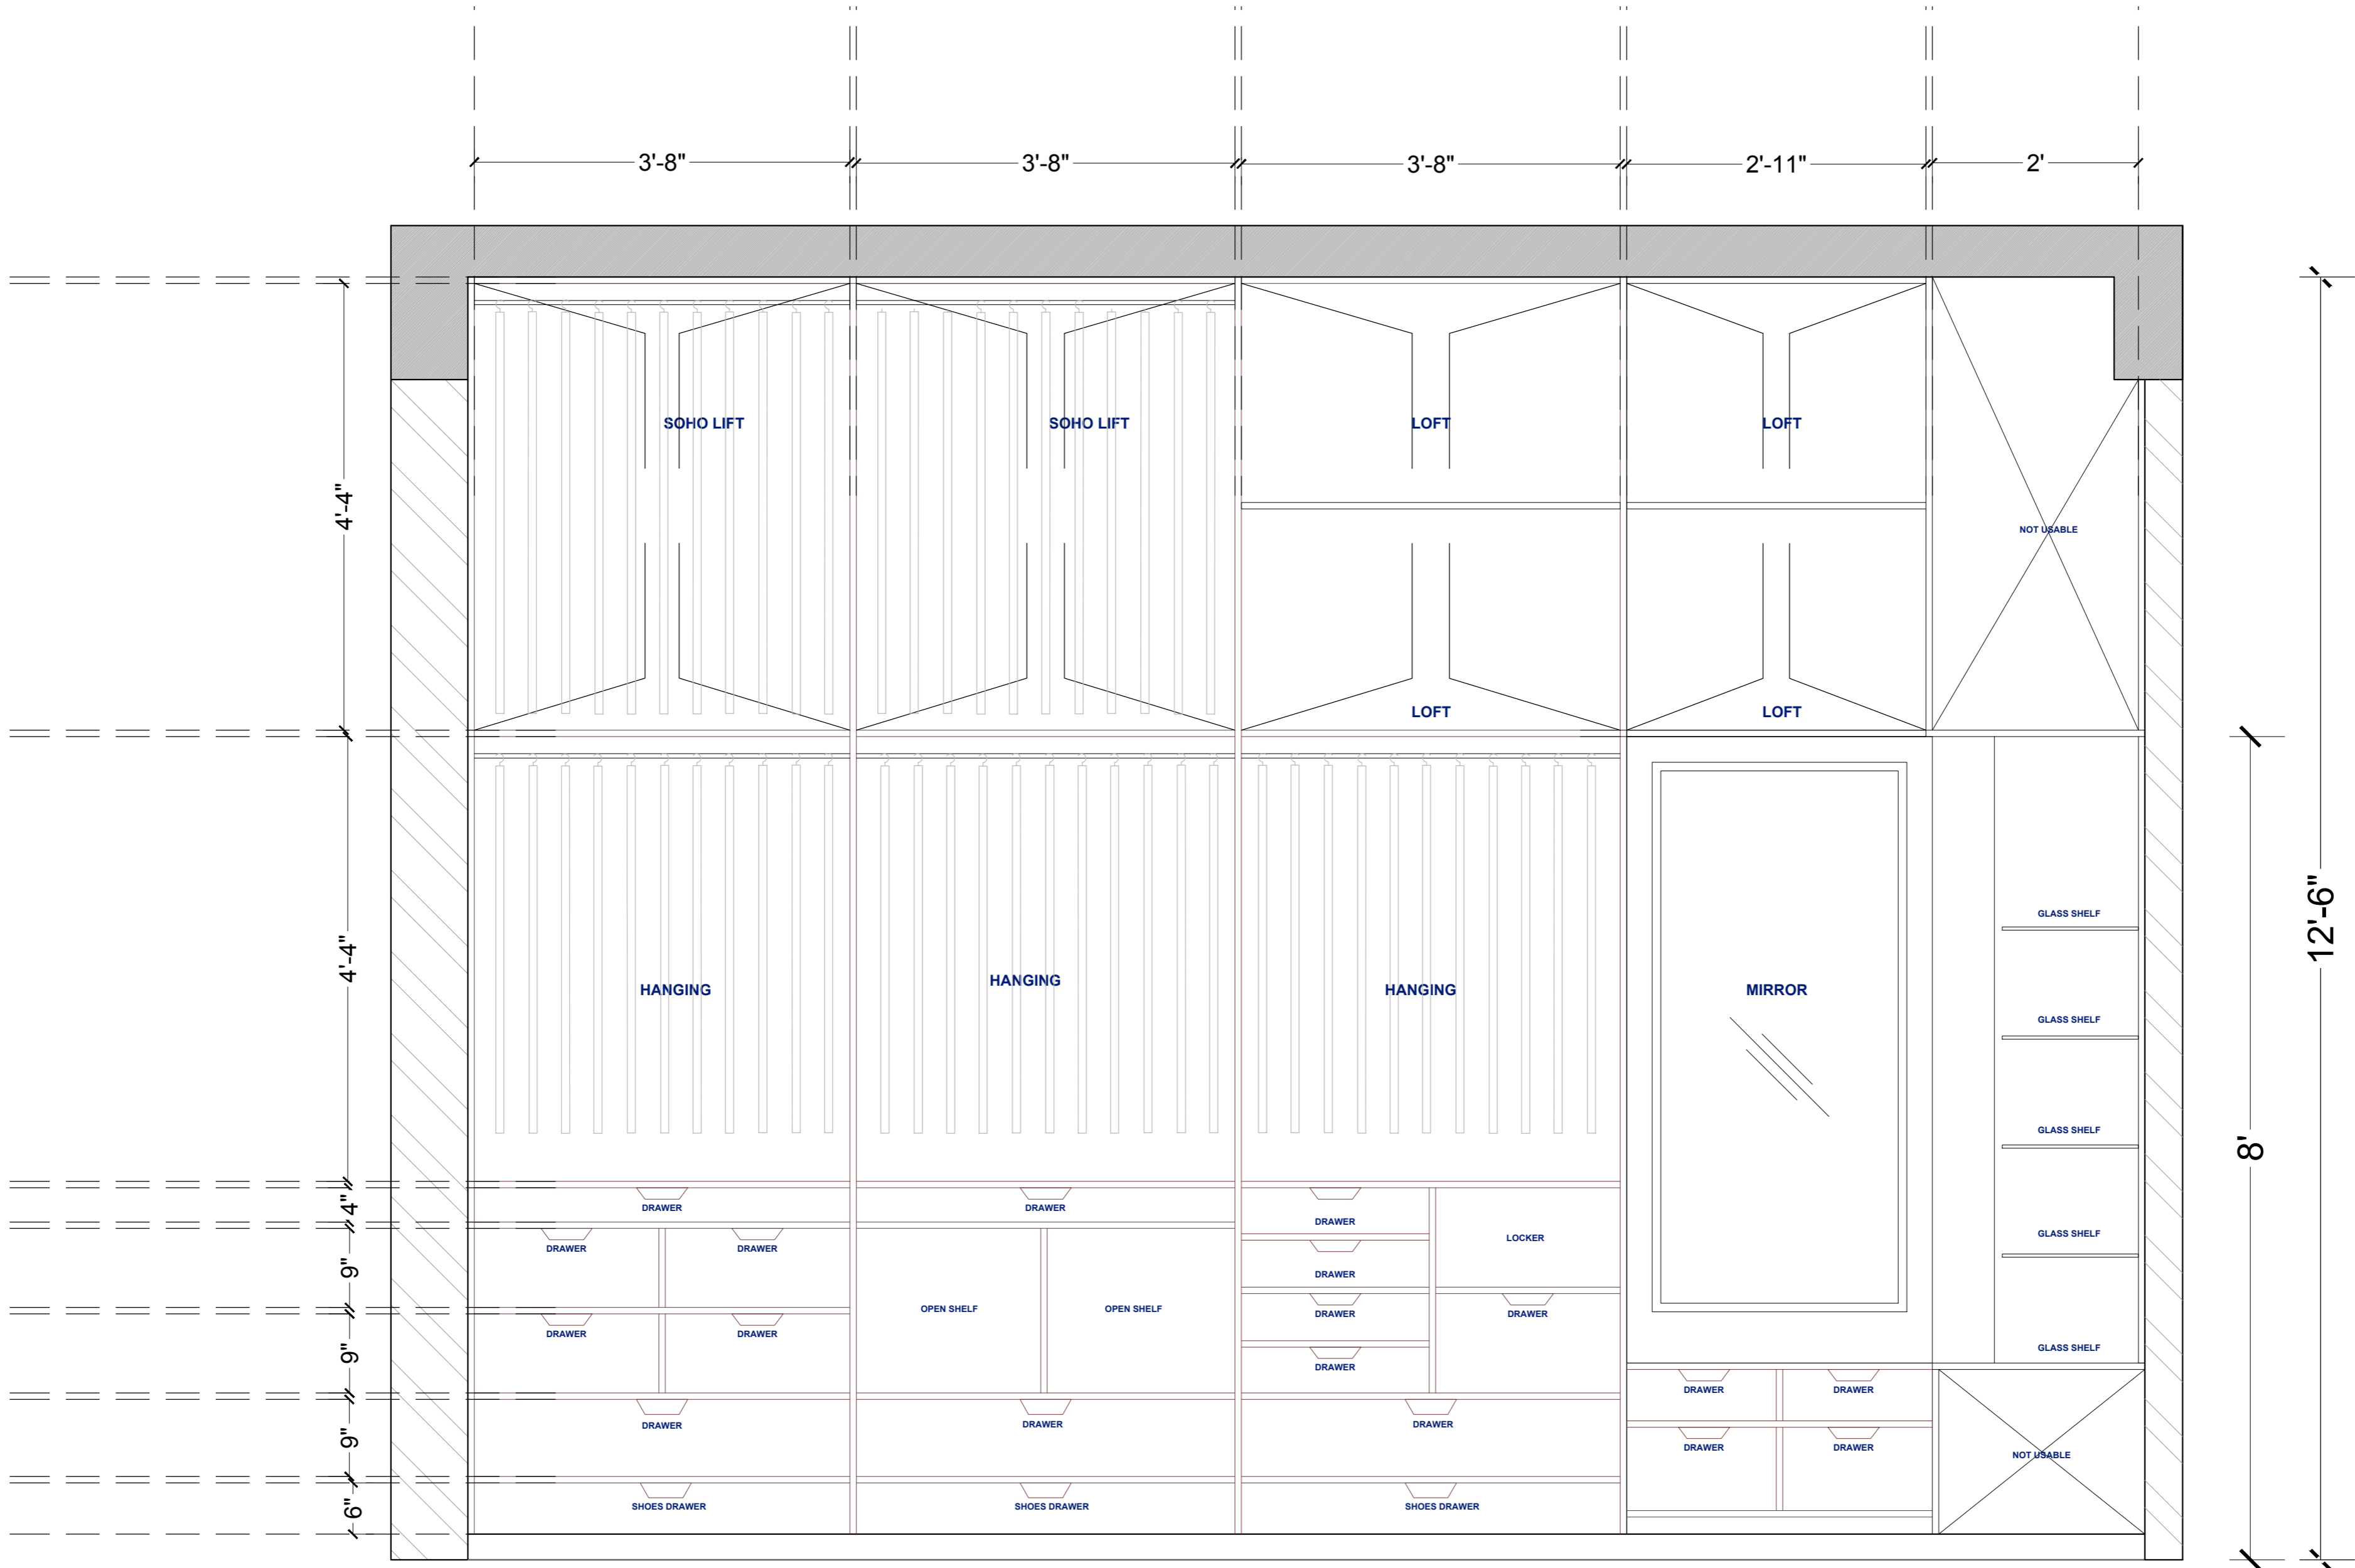 3'-8"
3'-8"
3'-8"
2'-11"
2'
SOHO LIFT
SOHO LIFT
LOFT
LOFT
4'-4"
NOT USABLE
LOFT
LOFT
GLASS SHELF
12'-6"
4'-4"
HANGING
HANGING
HANGING
MIRROR
GLASS SHELF
GLASS SHELF
8'
4"
DRAWER
DRAWER
DRAWER
LOCKER
GLASS SHELF
9"
DRAWER
DRAWER
DRAWER
OPEN SHELF
OPEN SHELF
DRAWER
DRAWER
9"
DRAWER
DRAWER
DRAWER
GLASS SHELF
DRAWER
DRAWER
9"
DRAWER
DRAWER
DRAWER
DRAWER
DRAWER
NOT USABLE
6"
SHOES DRAWER
SHOES DRAWER
SHOES DRAWER